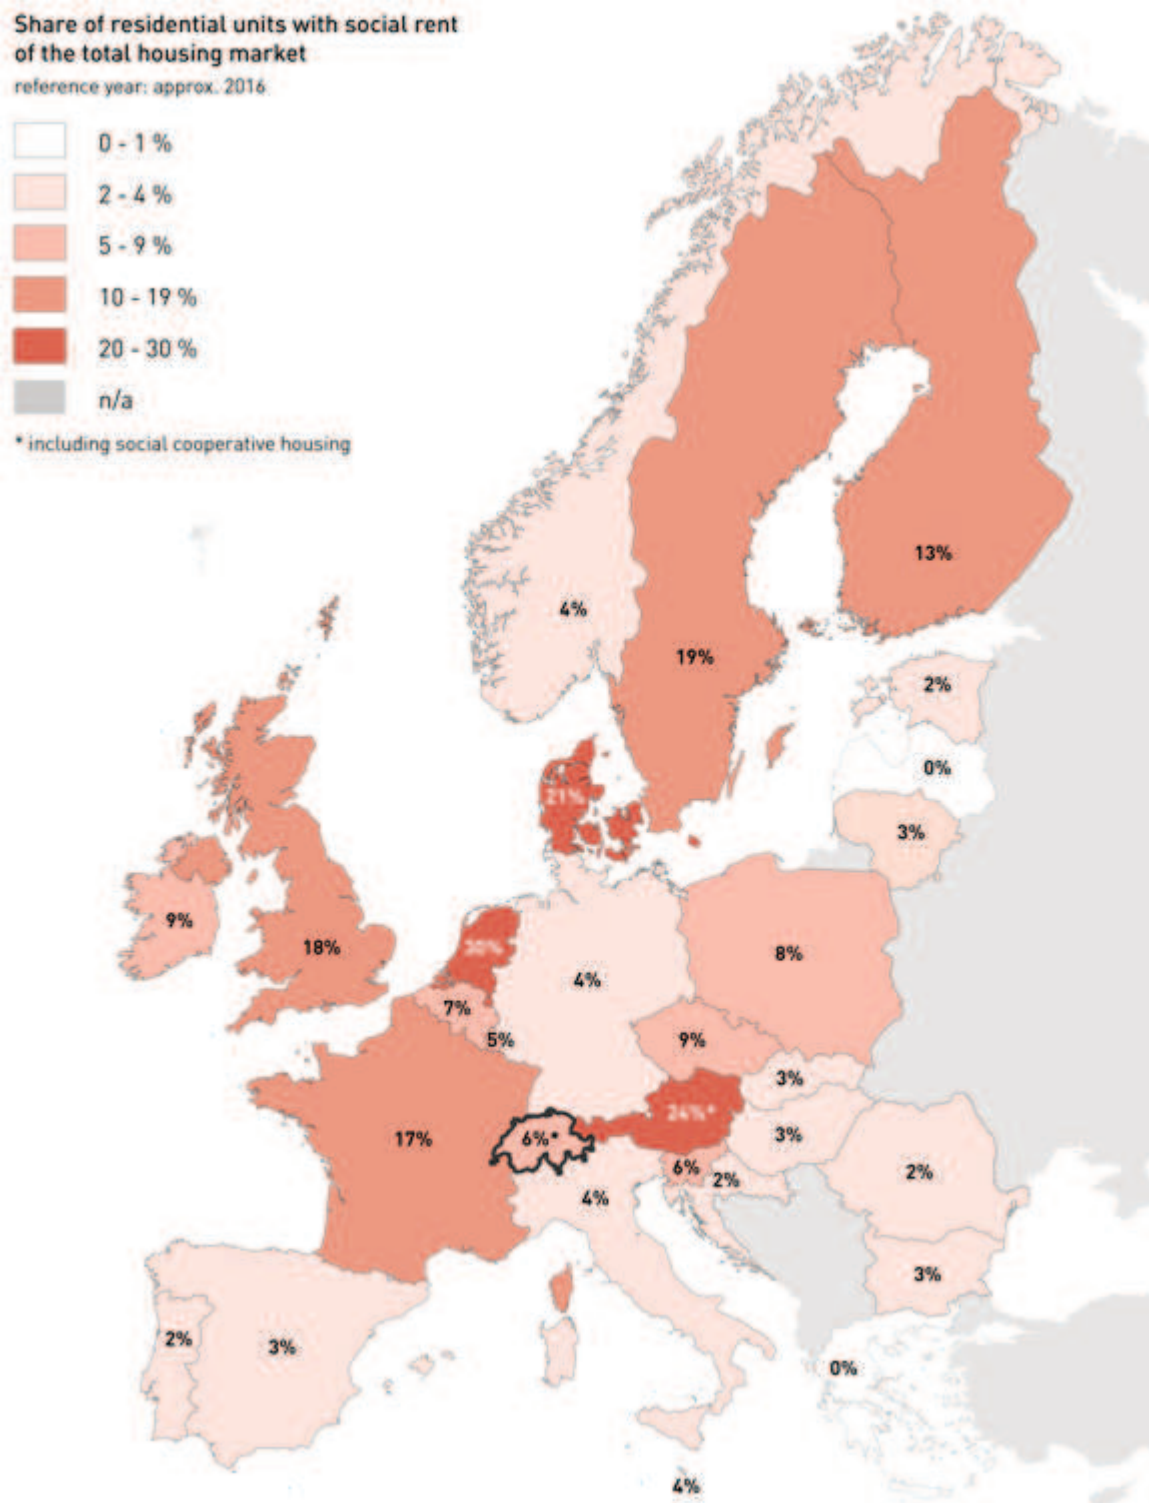 Share of residential units with social rent
of the total housing market
reference year: approx. 2016
0 - 1 %
2 - 4 %
5 - 9 %
10 - 19 %
20 - 30 %
n/a
* including social cooperative housing
13%
4%
19%
2%
0%
21%
3%
9%
18%
30%
8%
4%
7%
5%
9%
3%
24%*
17%
6%*
3%
6%
2%
2%
4%
3%
2%
3%
0%
4%